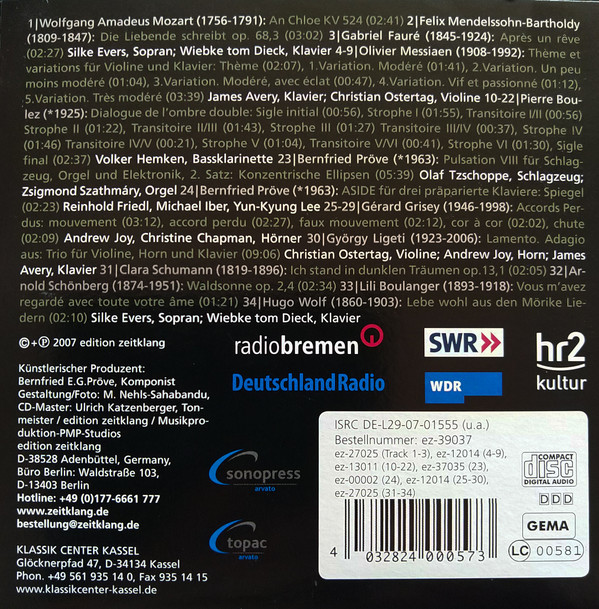 1|Wolfgang Amadeus Mozart (1756-1791): An Chloe KV 524 (02:41) 2|Felix Mendelssohn-Bartholdy
(1809-1847): Die Liebende schreibt op. 68,3 (03:02) 3|Gabriel Fauré (1845-1924): Après un rêve
(02:27) Silke Evers, Sopran; Wiebke tom Dieck, Klavier 4-9|Olivier Messiaen (1908-1992): Thème et
variations für Violine und Klavier: Thème (02:07), 1.Variation. Modéré (01:41), 2.Variation. Un peu
moins modéré (01:04), 3.Variation. Modéré, avec éclat (00:47), 4.Variation. Vif et passionné (01:12),
5.Variation. Très modéré (03:39) James Avery, Klavier; Christian Ostertag, Violine 10-22|Pierre Bou-
lez (*1925): Dialogue de l'ombre double: Sigle initial (00:56), Strophe I (01:55), Transitoire I/II (00:56)
Strophe II (01:22), Transitoire II/III (01:43), Strophe III (01:27) Transitoire III/IV (00:37), Strophe IV
(01:46) Transitoire IV/V (00:21), Strophe V (01:04), Transitoire V/VI (00:41), Strophe VI (01:30), Sigle
final (02:37) Volker Hemken, Bassklarinette 23|Bernfried Pröve (*1963): Pulsation VIII für Schlag-
zeug, Orgel und Elektronik, 2. Satz: Konzentrische Ellipsen (05:39) Olaf Tzschoppe, Schlagzeug;
Zsigmond Szathmáry, Orgel 24|Bernfried Pröve (*1963): ASIDE für drei präparierte Klaviere: Spiegel
(02:23) Reinhold Friedl, Michael Iber, Yun-Kyung Lee 25-29|Gérard Grisey (1946-1998): Accords Per-
dus: mouvement (03:12), accord perdu (02:27), faux mouvement (02:12), cor à cor (02:02), chute
(02:09) Andrew Joy, Christine Chapman, Hörner 30|György Ligeti (1923-2006): Lamento. Adagio
aus: Trio für Violine, Horn und Klavier (09:06) Christian Ostertag, Violine; Andrew Joy, Horn; James
Avery, Klavier 31|Clara Schumann (1819-1896): Ich stand in dunklen Träumen op.13,1 (02:05) 32|Ar-
nold Schönberg (1874-1951): Waldsonne op. 2,4 (02:34) 33|Lili Boulanger (1893-1918): Vous m'avez
regardé avec toute votre âme (01:21) 34|Hugo Wolf (1860-1903): Lebe wohl aus den Mörike Lie-
dern (02:10) Silke Evers, Sopran; Wiebke tom Dieck, Klavier
©+℗ 2007 edition zeitklang
radiobremen
SWR
hr2
kultur
DeutschlandRadio
WDR
Künstlerischer Produzent:
Bernfried E.G.Pröve, Komponist
Gestaltung/Foto: M. Nehls-Sahabandu,
CD-Master: Ulrich Katzenberger, Ton-
meister / edition zeitklang / Musikpro-
duktion-PMP-Studios
edition zeitklang
D-38528 Adenbüttel, Germany,
Büro Berlin: Waldstraße 103,
D-13403 Berlin
Hotline: +49 (0)177-6661 777
www.zeitklang.de
bestellung@zeitklang.de
KLASSIK CENTER KASSEL
Glöcknerpfad 47, D-34134 Kassel
Phon. +49 561 935 14 0, Fax 935 14 15
www.klassikcenter-kassel.de
sonopress
arvato
topac
arvato
ISRC DE-L29-07-01555 (u.a.)
Bestellnummer: ez-39037
ez-27025 (Track 1-3), ez-12014 (4-9),
ez-13011 (10-22), ez-37035 (23),
ez-00002 (24), ez-12014 (25-30),
ez-27025 (31-34)
4 032824 000573
COMPACT
disc
DIGITAL AUDIO
DDD
GEMA
LC 00581